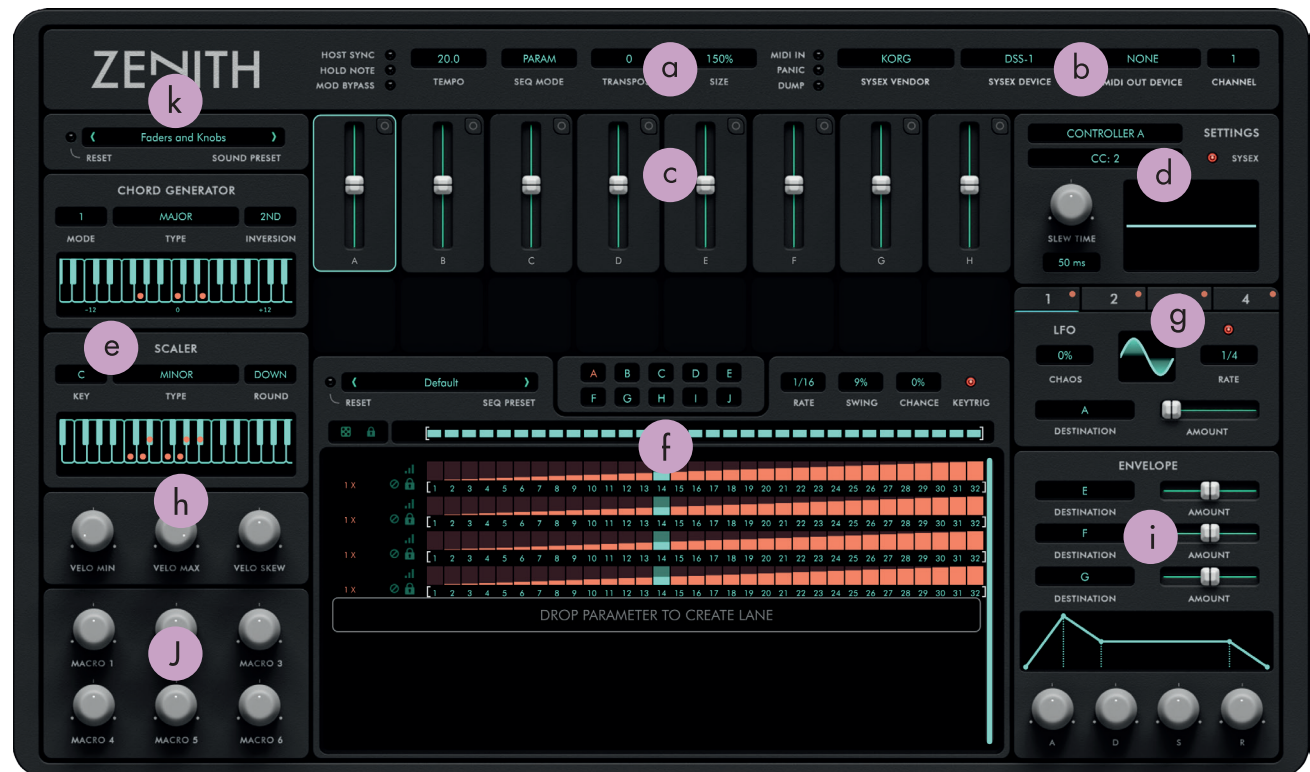 ZENITH
HOST SYNC
HOLD NOTE
MOD BYPASS
20.0
TEMPO
PARAM
SEQ MODE
0
a
150%
SIZE
MIDI IN
PANIC
DUMP
KORG
SYSEX VENDOR
DSS-1
SYSEX DEVICE
b
NONE
MIDI OUT DEVICE
1
CHANNEL
k
Faders and Knobs
RESET
SOUND PRESET
CHORD GENERATOR
1
MAJOR
2ND
MODE
TYPE
INVERSION
-12
0
+12
e
SCALER
C
MINOR
DOWN
KEY
TYPE
ROUND
h
VELO MIN
VELO MAX
VELO SKEW
J
MACRO 1
MACRO 3
MACRO 4
MACRO 5
MACRO 6
c
A
B
C
D
E
F
G
H
Default
RESET
SEQ PRESET
A B C D E
F G H I J
1/16
9%
0%
RATE
SWING
CHANCE
KEYTRIG
f
1 X
1 2 3 4 5 6 7 8 9 10 11 12 13 14 15 16 17 18 19 20 21 22 23 24 25 26 27 28 29 30 31 32
1 X
1 2 3 4 5 6 7 8 9 10 11 12 13 14 15 16 17 18 19 20 21 22 23 24 25 26 27 28 29 30 31 32
1 X
1 2 3 4 5 6 7 8 9 10 11 12 13 14 15 16 17 18 19 20 21 22 23 24 25 26 27 28 29 30 31 32
1 X
1 2 3 4 5 6 7 8 9 10 11 12 13 14 15 16 17 18 19 20 21 22 23 24 25 26 27 28 29 30 31 32
DROP PARAMETER TO CREATE LANE
CONTROLLER A
SETTINGS
CC: 2
SYSEX
d
SLEW TIME
50 ms
1
2
4
g
LFO
0%
1/4
CHAOS
RATE
A
DESTINATION
AMOUNT
ENVELOPE
E
DESTINATION
AMOUNT
F
DESTINATION
AMOUNT
i
G
DESTINATION
AMOUNT
A
D
S
R